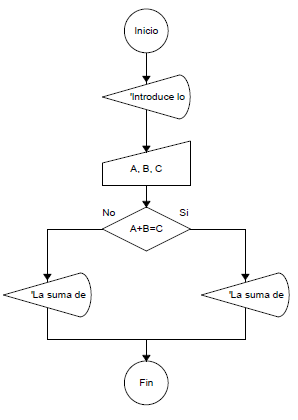 Inicio
'Introduce lo
A, B, C
No
Si
A+B=C
'La suma de
'La suma de
Fin